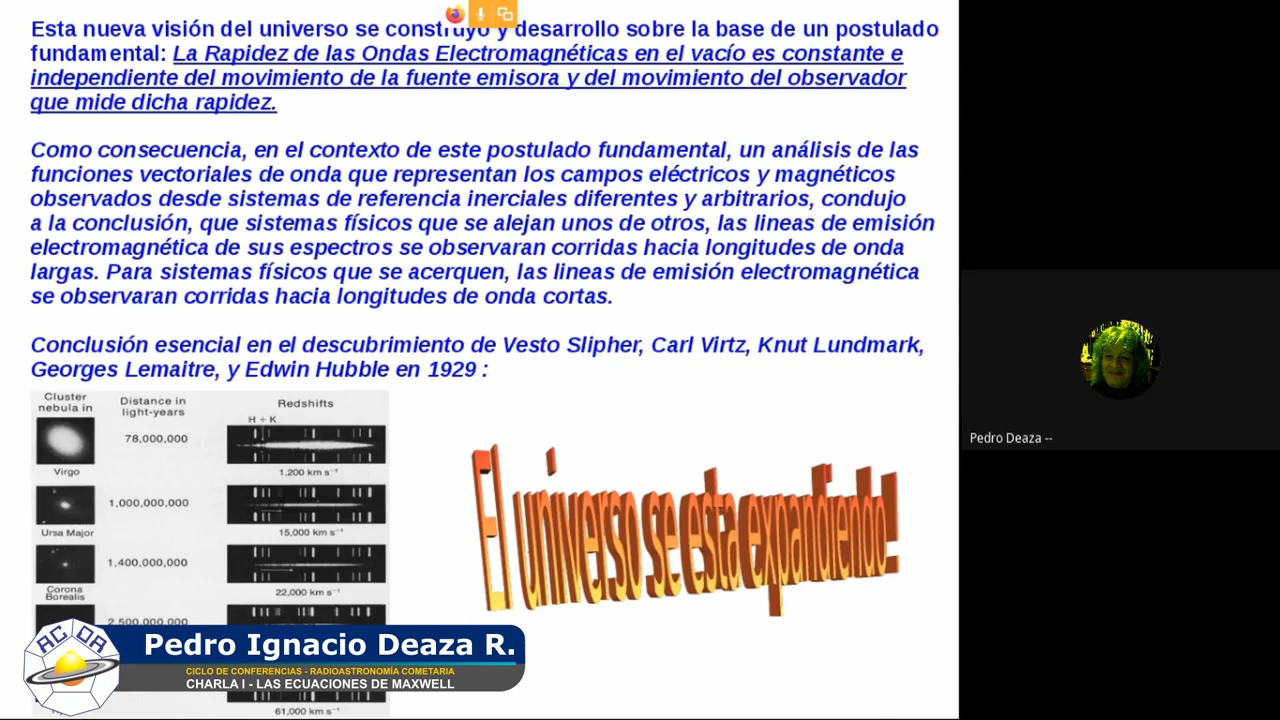 Esta nueva visión del universo se construyo y desarrollo sobre la base de un postulado
fundamental: La Rapidez de las Ondas Electromagnéticas en el vacío es constante e
independiente del movimiento de la fuente emisora y del movimiento del observador
que mide dicha rapidez.
Como consecuencia, en el contexto de este postulado fundamental, un análisis de las
funciones vectoriales de onda que representan los campos eléctricos y magnéticos
observados desde sistemas de referencia inerciales diferentes y arbitrarios, condujo
a la conclusión, que sistemas físicos que se alejan unos de otros, las lineas de emisión
electromagnética de sus espectros se observaran corridas hacia longitudes de onda
largas. Para sistemas físicos que se acerquen, las lineas de emisión electromagnética
se observaran corridas hacia longitudes de onda cortas.
Conclusión esencial en el descubrimiento de Vesto Slipher, Carl Virtz, Knut Lundmark,
Georges Lemaitre, y Edwin Hubble en 1929 :
Cluster nebula in
Distance in light-years
Redshifts
H + K
78,000,000
Virgo
1,200 km s⁻¹
1,000,000,000
Ursa Major
15,000 km s⁻¹
1,400,000,000
Corona Borealis
22,000 km s⁻¹
2,500,000,000
61,000 km s⁻¹
El universo se esta expandiendo!
Pedro Deaza --
ACDA
Pedro Ignacio Deaza R.
CICLO DE CONFERENCIAS - RADIOASTRONOMÍA COMETARIA
CHARLA I - LAS ECUACIONES DE MAXWELL